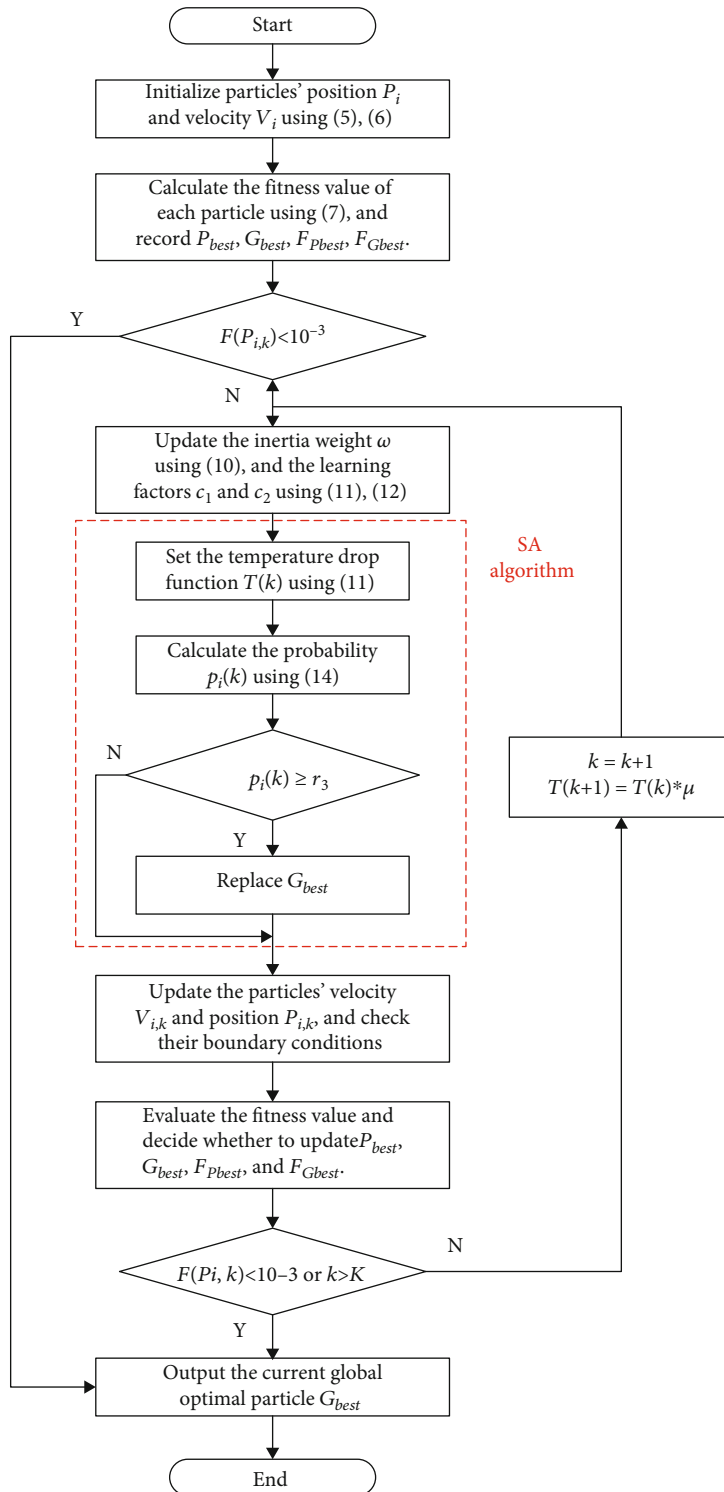 Start
Initialize particles' position P_i
and velocity V_i using (5), (6)
Calculate the fitness value of
each particle using (7), and
record P_best, G_best, F_Pbest, F_Gbest.
Y
F(P_i,k)<10^−3
N
Update the inertia weight ω
using (10), and the learning
factors c_1 and c_2 using (11), (12)
SA
algorithm
Set the temperature drop
function T(k) using (11)
Calculate the probability
p_i(k) using (14)
N
p_i(k) ≥ r_3
k = k+1
T(k+1) = T(k)*μ
Y
Replace G_best
Update the particles' velocity
V_i,k and position P_i,k, and check
their boundary conditions
Evaluate the fitness value and
decide whether to updateP_best,
G_best, F_Pbest, and F_Gbest.
N
F(Pi, k)<10–3 or k>K
Y
Output the current global
optimal particle G_best
End